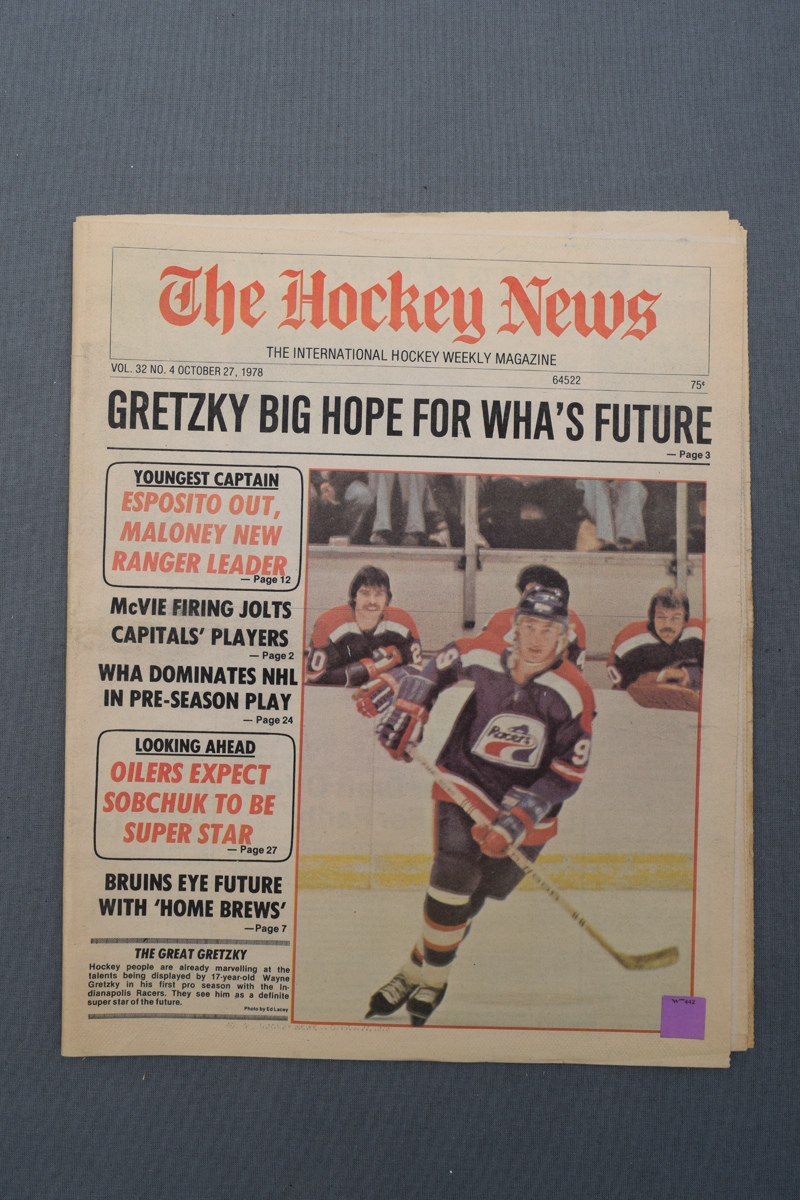 The Hockey News
THE INTERNATIONAL HOCKEY WEEKLY MAGAZINE
VOL. 32 NO. 4 OCTOBER 27, 1978
64522
75¢
GRETZKY BIG HOPE FOR WHA'S FUTURE
— Page 3
YOUNGEST CAPTAIN
ESPOSITO OUT,
MALONEY NEW
RANGER LEADER
— Page 12
McVIE FIRING JOLTS
CAPITALS' PLAYERS
— Page 2
WHA DOMINATES NHL
IN PRE-SEASON PLAY
— Page 24
LOOKING AHEAD
OILERS EXPECT
SOBCHUK TO BE
SUPER STAR
— Page 27
BRUINS EYE FUTURE
WITH 'HOME BREWS'
—Page 7
THE GREAT GRETZKY
Hockey people are already marvelling at the
talents being displayed by 17-year-old Wayne
Gretzky in his first pro season with the In-
dianapolis Racers. They see him as a definite
super star of the future.
Photo by Ed Lacey
Racers
9
9